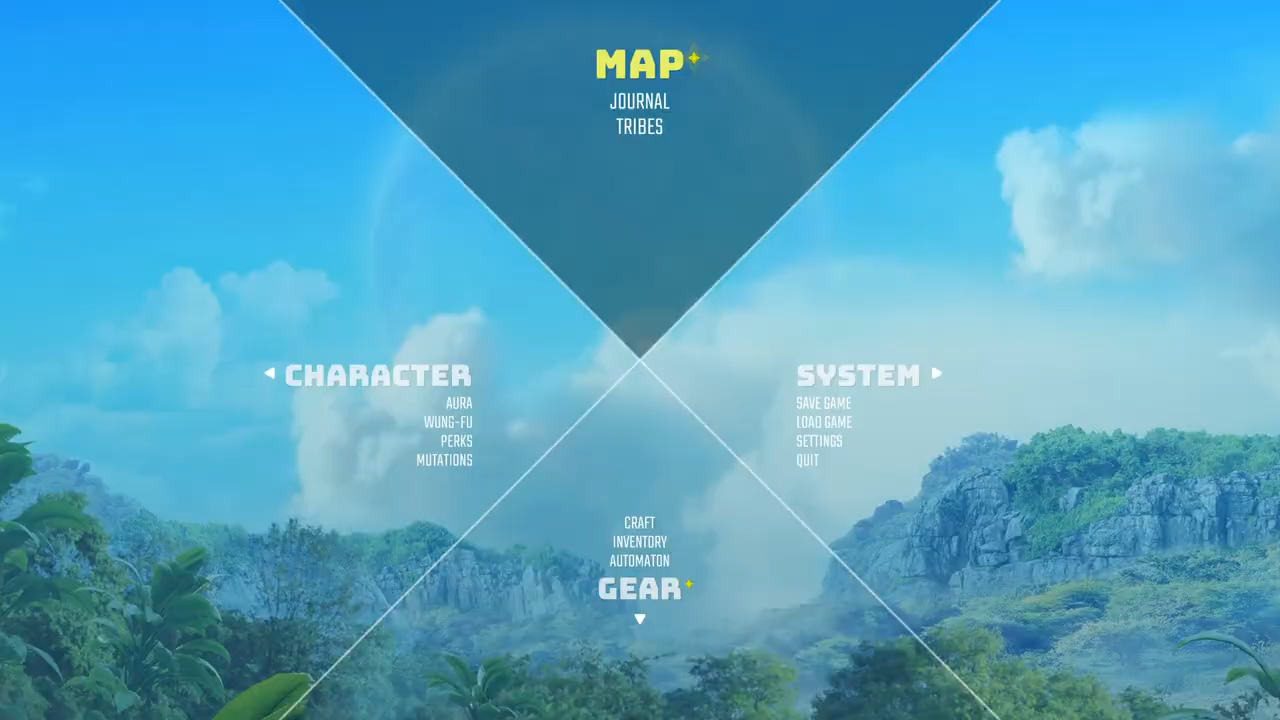 MAP
JOURNAL
TRIBES
CHARACTER
AURA
WUNG-FU
PERKS
MUTATIONS
SYSTEM
SAVE GAME
LOAD GAME
SETTINGS
QUIT
CRAFT
INVENTORY
AUTOMATON
GEAR